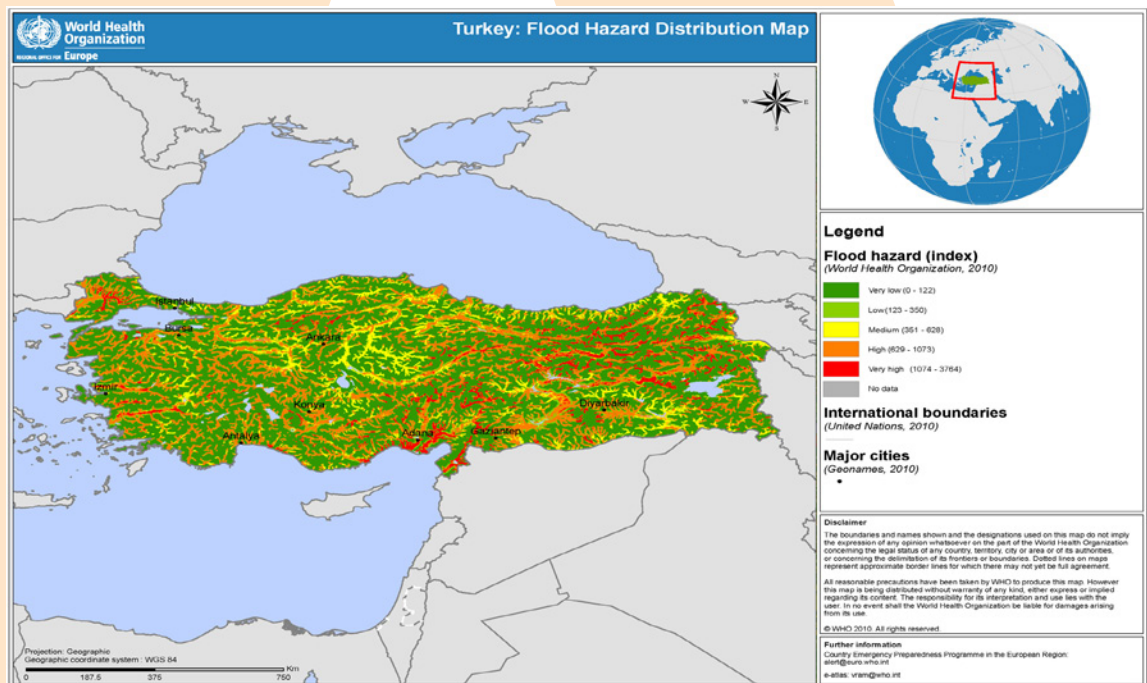 World Health
Organization
REGIONAL OFFICE FOR Europe
Turkey: Flood Hazard Distribution Map
N
W
E
S
Istanbul
Bursa
Ankara
Izmir
Konya
Diyarbakir
Antalya
Adana
Gaziantep
Projection: Geographic
Geographic coordinate system : WGS 84
Km
0 187.5 375 750
Legend
Flood hazard (index)
(World Health Organization, 2010)
Very low (0 - 122)
Low(123 - 350)
Medium (351 - 628)
High (629 - 1073)
Very high (1074 - 3764)
No data
International boundaries
(United Nations, 2010)
Major cities
(Geonames, 2010)
Disclaimer
The boundaries and names shown and the designations used on this map do not imply
the expression of any opinion whatsoever on the part of the World Health Organization
concerning the legal status of any country, territory, city or area or of its authorities,
or concerning the delimitation of its frontiers or boundaries. Dotted lines on maps
represent approximate border lines for which there may not yet be full agreement.
All reasonable precautions have been taken by WHO to produce this map. However
this map is being distributed without warranty of any kind, either express or implied
regarding its content. The responsibility for its interpretation and use lies with the
user. In no event shall the World Health Organization be liable for damages arising
from its use.
© WHO 2010. All rights reserved.
Further information
Country Emergency Preparedness Programme in the European Region:
alert@euro.who.int
e-atlas: vram@who.int